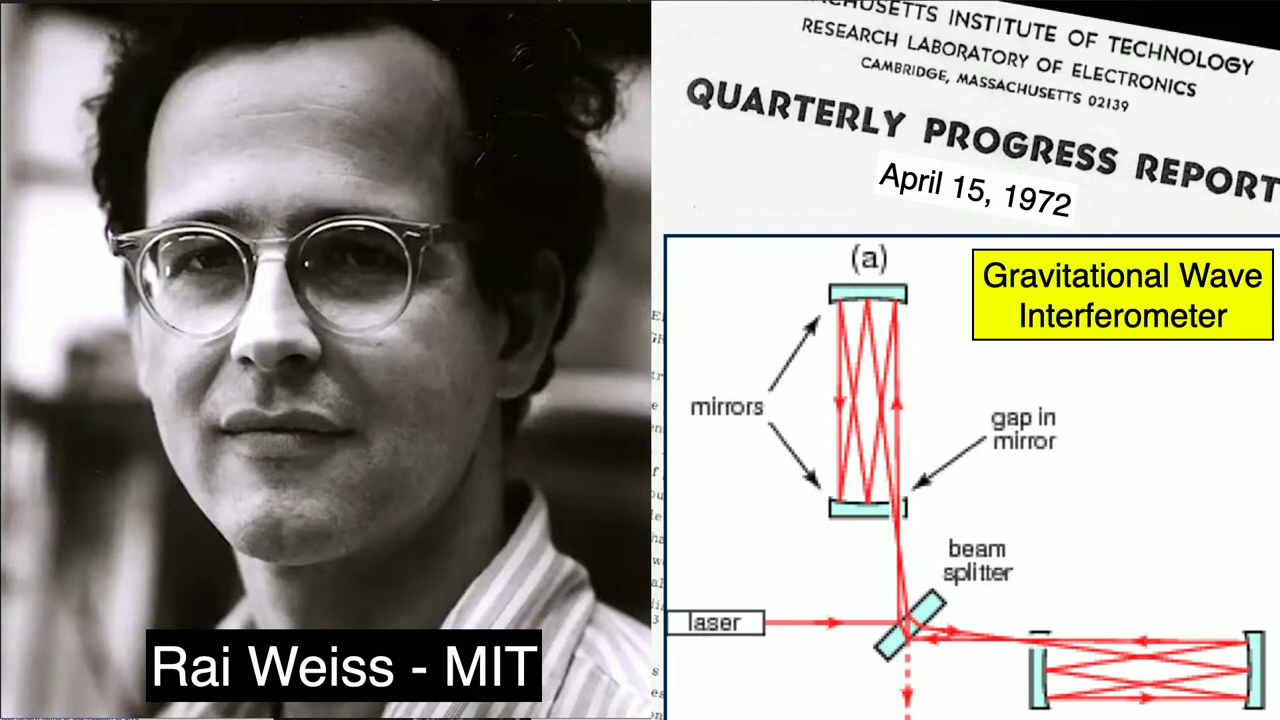 Rai Weiss - MIT
CHUSETTS INSTITUTE OF TECHNOLOGY
RESEARCH LABORATORY OF ELECTRONICS
CAMBRIDGE, MASSACHUSETTS 02139
QUARTERLY PROGRESS REPORT
April 15, 1972
(a)
Gravitational Wave
Interferometer
mirrors
gap in
mirror
beam
splitter
laser